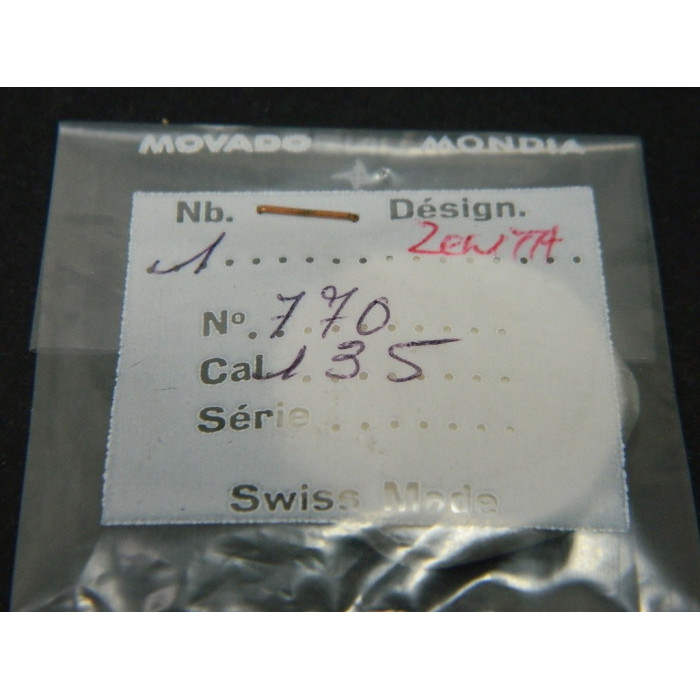 MOVADO MONDIA
Nb. Désign.
1 ZENITH
No. 770
Cal. 135
Série
Swiss Made